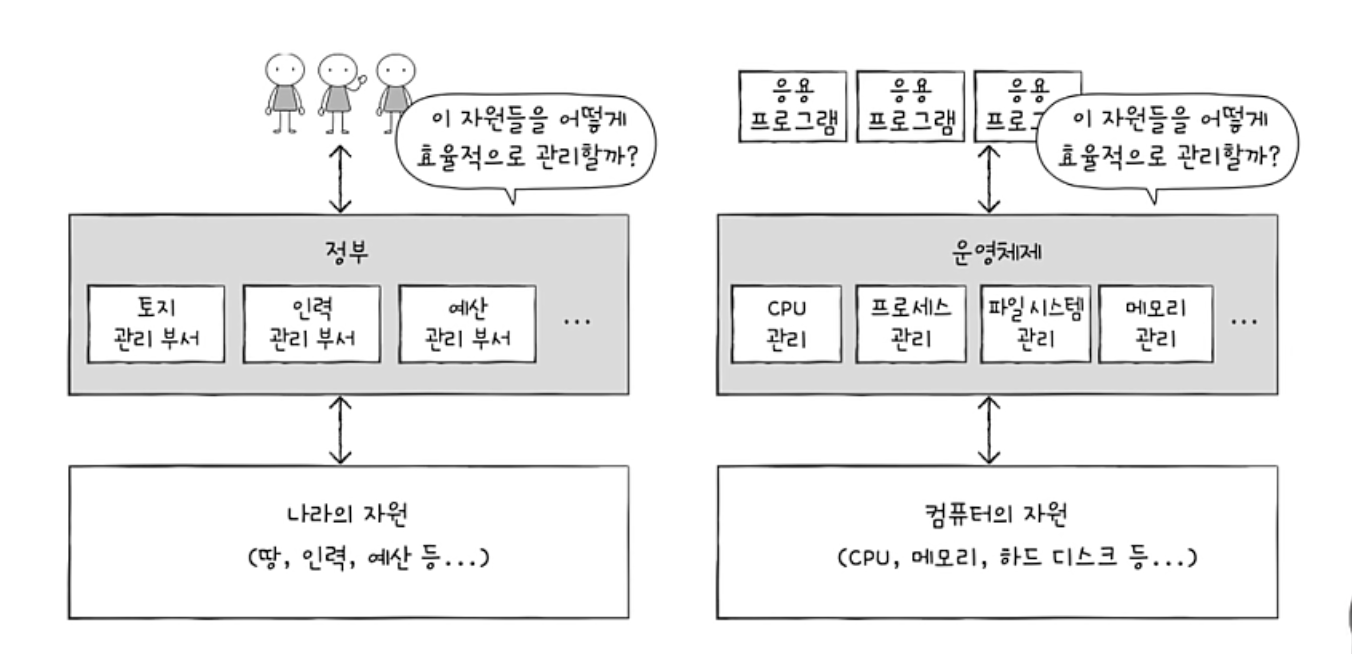 이 자원들을 어떻게
효율적으로 관리할까?
정부
토지
관리 부서
인력
관리 부서
예산
관리 부서
...
나라의 자원
(땅, 인력, 예산 등...)
응용
프로그램
응용
프로그램
응용
프로그
이 자원들을 어떻게
효율적으로 관리할까?
운영체제
CPU
관리
프로세스
관리
파일시스템
관리
메모리
관리
...
컴퓨터의 자원
(CPU, 메모리, 하드 디스크 등...)